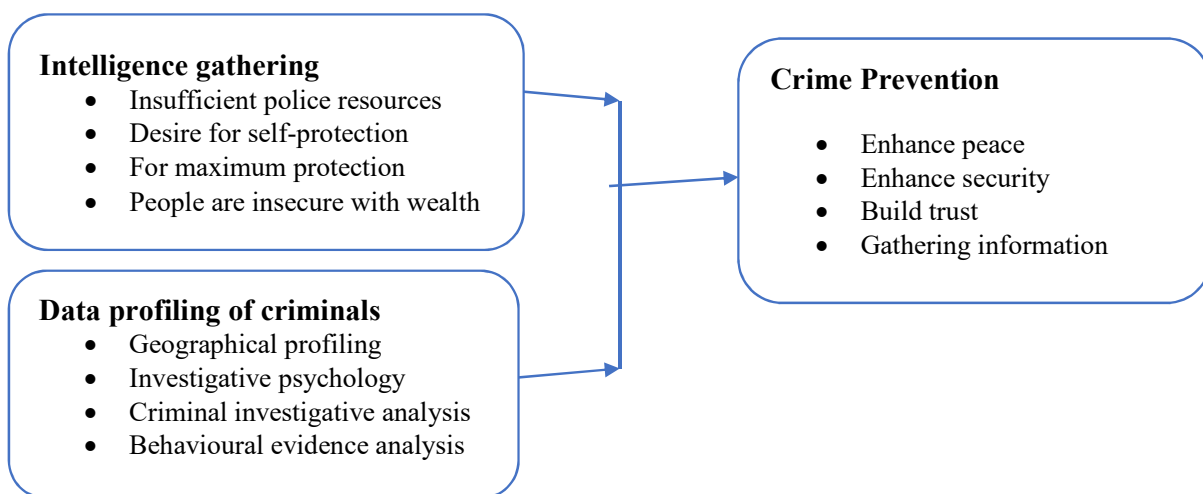 Intelligence gathering
• Insufficient police resources
• Desire for self-protection
• For maximum protection
• People are insecure with wealth
Data profiling of criminals
• Geographical profiling
• Investigative psychology
• Criminal investigative analysis
• Behavioural evidence analysis
Crime Prevention
• Enhance peace
• Enhance security
• Build trust
• Gathering information